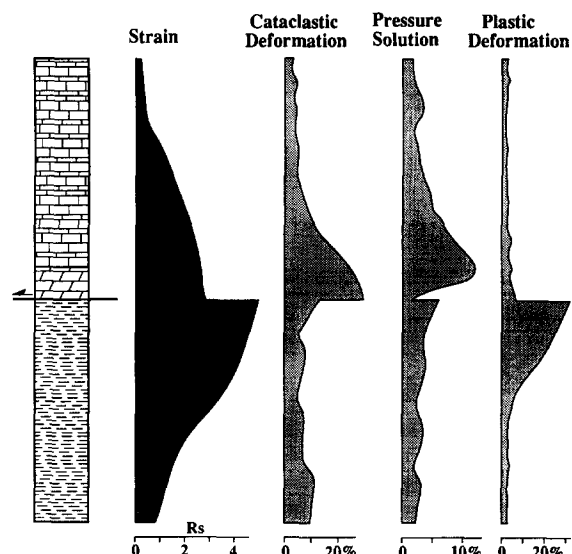 Strain
Cataclastic Deformation
Pressure Solution
Plastic Deformation
Rs
0 2 4
0 20%
0 10%
0 20%